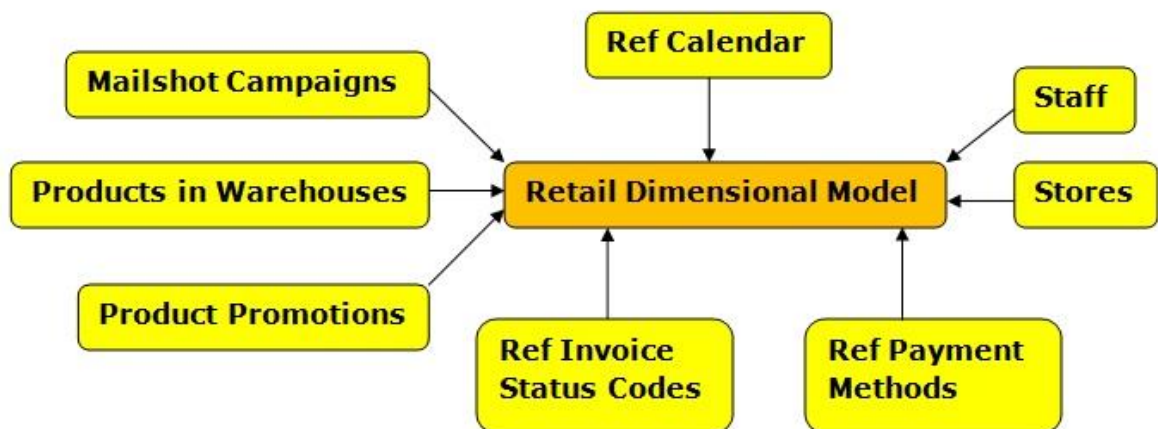 Ref Calendar
Mailshot Campaigns
Staff
Products in Warehouses
Retail Dimensional Model
Stores
Product Promotions
Ref Invoice
Status Codes
Ref Payment
Methods